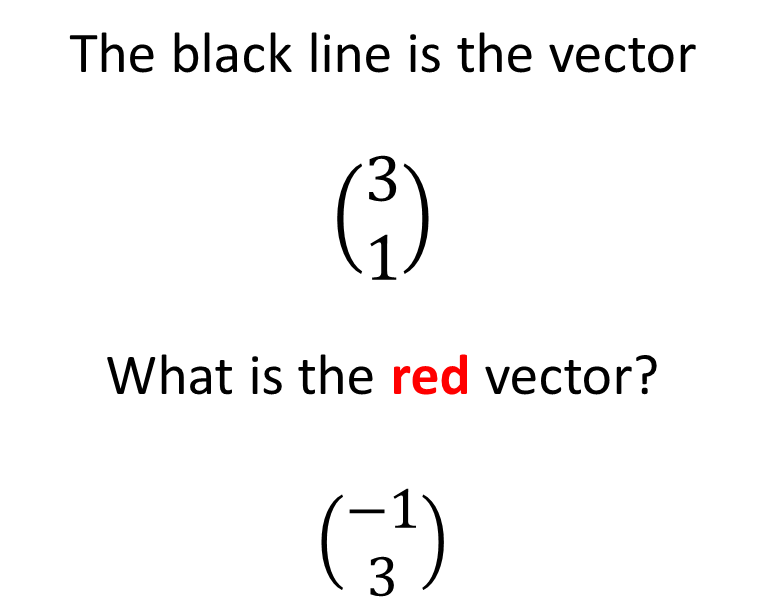 The black line is the vector
(3
1)
What is the red vector?
(−1
3)